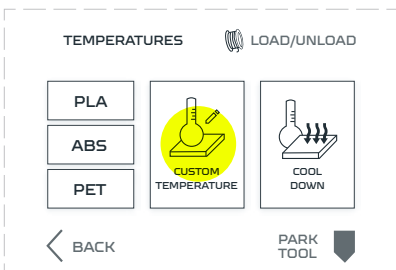 TEMPERATURES
LOAD/UNLOAD
PLA
ABS
PET
CUSTOM
TEMPERATURE
COOL
DOWN
BACK
PARK
TOOL